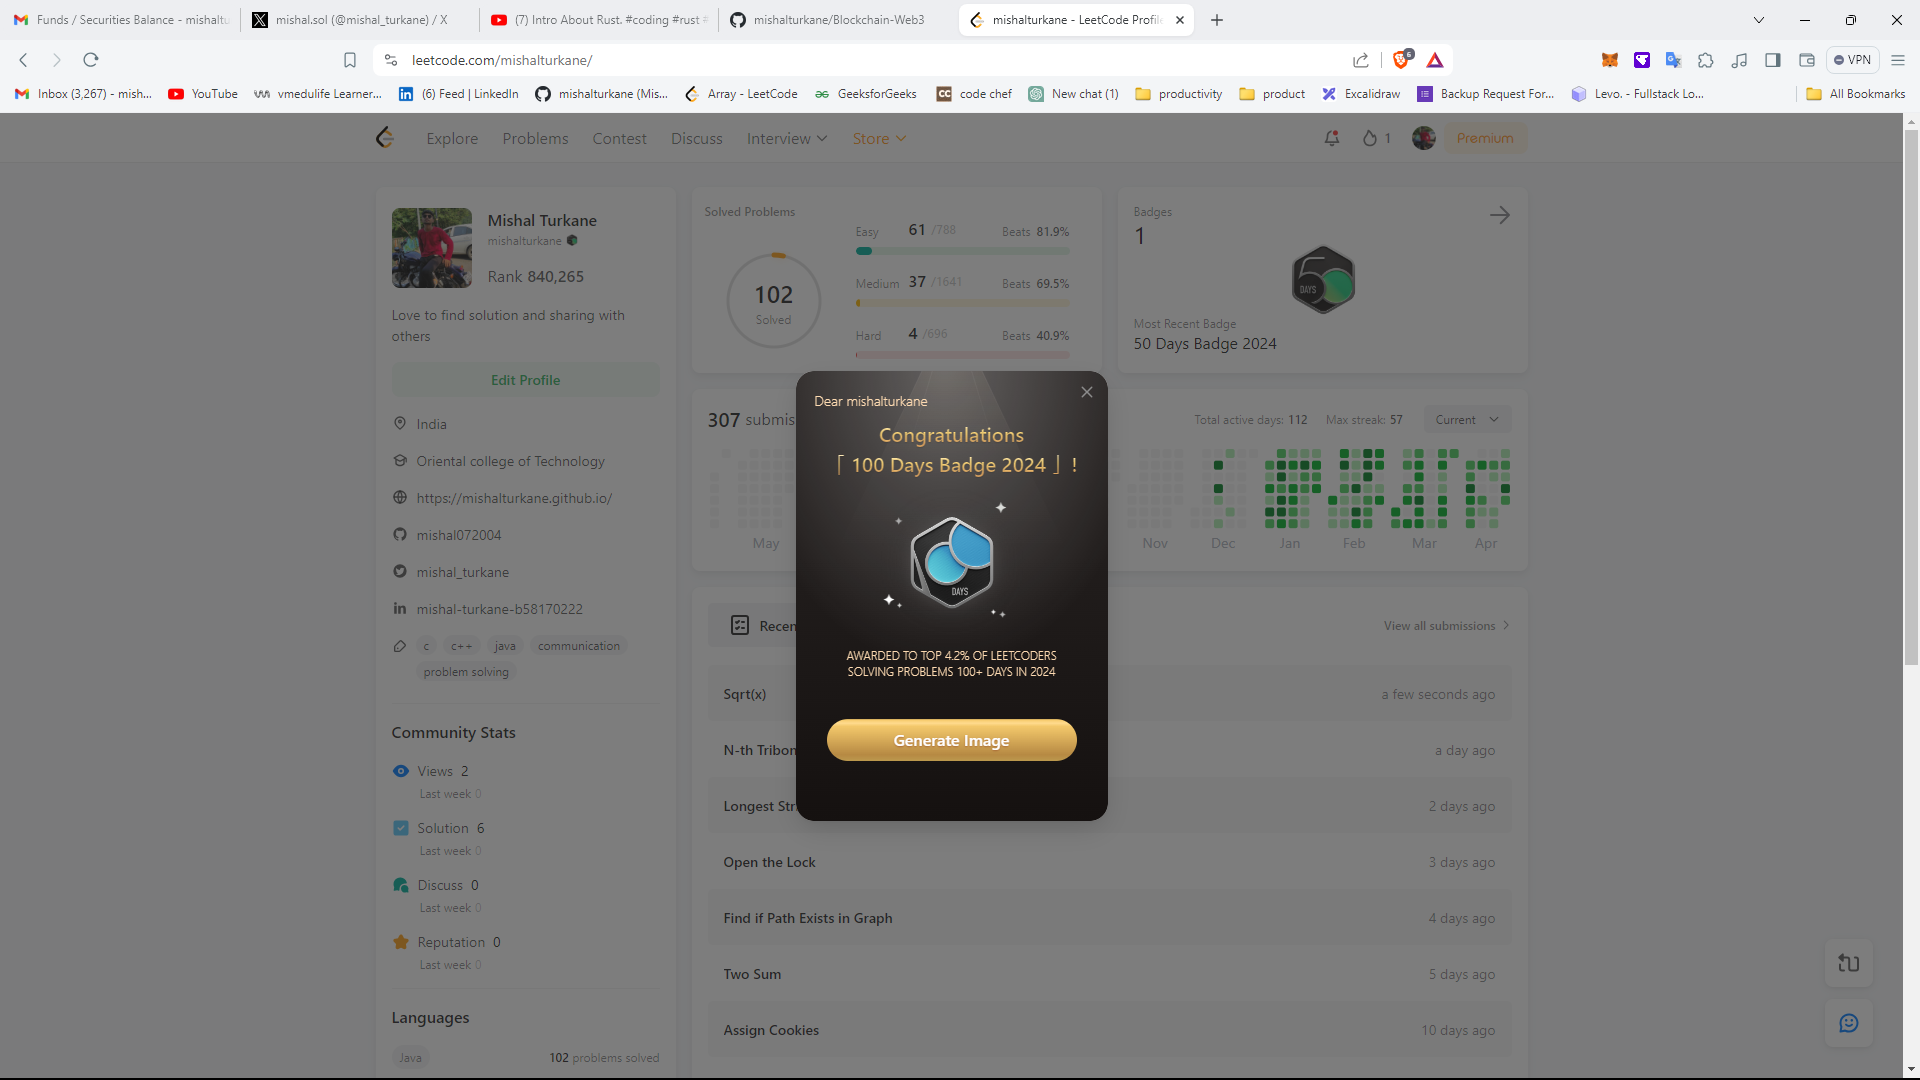 Funds / Securities Balance - mishaltu
mishal.sol (@mishal_turkane) / X
(7) Intro About Rust. #coding #rust #
mishalturkane/Blockchain-Web3
mishalturkane - LeetCode Profile
leetcode.com/mishalturkane/
6
VPN
Inbox (3,267) - mish...
YouTube
vmedulife Learner...
(6) Feed | LinkedIn
mishalturkane (Mis...
Array - LeetCode
GeeksforGeeks
code chef
New chat (1)
productivity
product
Excalidraw
Backup Request For...
Levo. - Fullstack Lo...
All Bookmarks
Explore
Problems
Contest
Discuss
Interview
Store
1
Premium
Mishal Turkane
mishalturkane
Rank 840,265
Love to find solution and sharing with
others
Edit Profile
India
Oriental college of Technology
https://mishalturkane.github.io/
mishal072004
mishal_turkane
mishal-turkane-b58170222
c c++ java communication
problem solving
Community Stats
Views 2
Last week 0
Solution 6
Last week 0
Discuss 0
Last week 0
Reputation 0
Last week 0
Languages
Java 102 problems solved
Solved Problems
102
Solved
Easy 61 /788 Beats 81.9%
Medium 37 /1641 Beats 69.5%
Hard 4 /696 Beats 40.9%
Badges
1
50
DAYS
Most Recent Badge
50 Days Badge 2024
307 submis
Total active days: 112 Max streak: 57 Current
May Nov Dec Jan Feb Mar Apr
Dear mishalturkane
Congratulations
「 100 Days Badge 2024 」 !
DAYS
AWARDED TO TOP 4.2% OF LEETCODERS
SOLVING PROBLEMS 100+ DAYS IN 2024
Generate Image
Recen
View all submissions
Sqrt(x) a few seconds ago
N-th Tribon a day ago
Longest Str 2 days ago
Open the Lock 3 days ago
Find if Path Exists in Graph 4 days ago
Two Sum 5 days ago
Assign Cookies 10 days ago